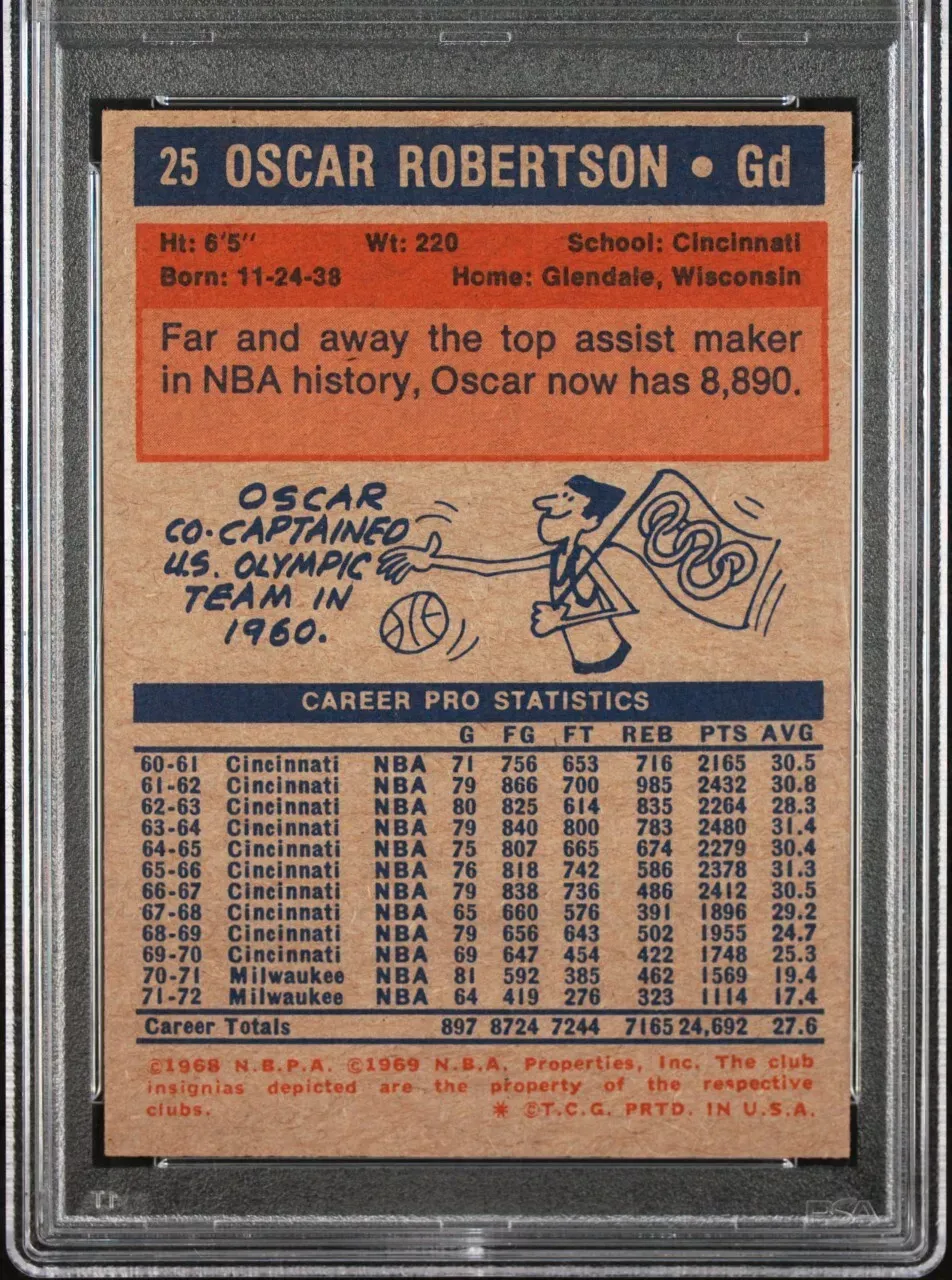 25 OSCAR ROBERTSON • Gd
Ht: 6'5" Wt: 220 School: Cincinnati
Born: 11-24-38 Home: Glendale, Wisconsin
Far and away the top assist maker
in NBA history, Oscar now has 8,890.
OSCAR
CO-CAPTAINED
U.S. OLYMPIC
TEAM IN
1960.
CAREER PRO STATISTICS
G FG FT REB PTS AVG
60-61 Cincinnati NBA 71 756 653 716 2165 30.5
61-62 Cincinnati NBA 79 866 700 985 2432 30.8
62-63 Cincinnati NBA 80 825 614 835 2264 28.3
63-64 Cincinnati NBA 79 840 800 783 2480 31.4
64-65 Cincinnati NBA 75 807 665 674 2279 30.4
65-66 Cincinnati NBA 76 818 742 586 2378 31.3
66-67 Cincinnati NBA 79 838 736 486 2412 30.5
67-68 Cincinnati NBA 65 660 576 391 1896 29.2
68-69 Cincinnati NBA 79 656 643 502 1955 24.7
69-70 Cincinnati NBA 69 647 454 422 1748 25.3
70-71 Milwaukee NBA 81 592 385 462 1569 19.4
71-72 Milwaukee NBA 64 419 276 323 1114 17.4
Career Totals 897 8724 7244 7165 24,692 27.6
©1968 N.B.P.A. ©1969 N.B.A. Properties, Inc. The club
insignias depicted are the property of the respective
clubs. * ©T.C.G. PRTD. IN U.S.A.
PSA